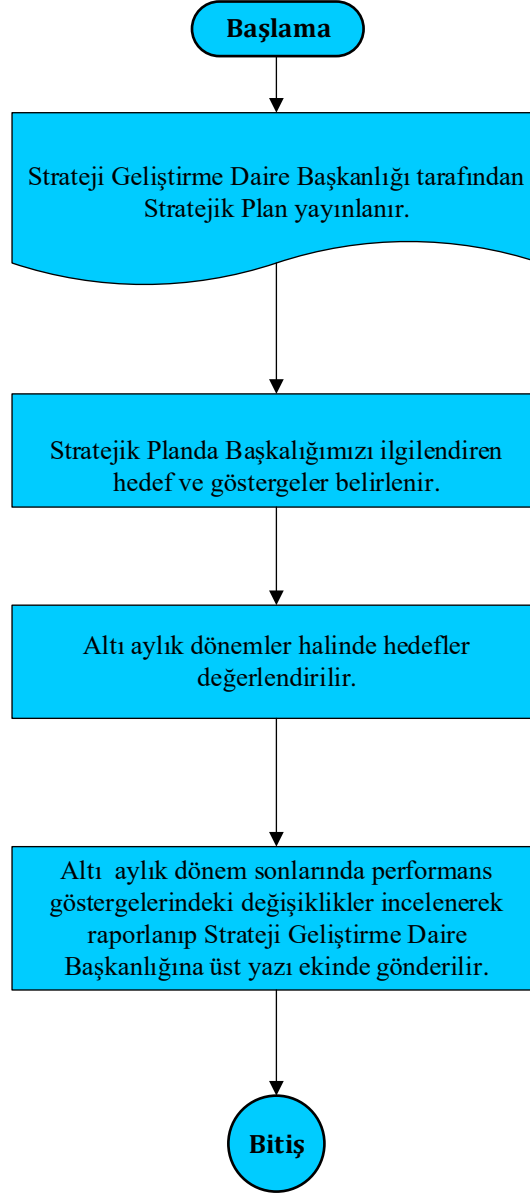 Başlama
Strateji Geliştirme Daire Başkanlığı tarafından
Stratejik Plan yayınlanır.
Stratejik Planda Başkalığımızı ilgilendiren
hedef ve göstergeler belirlenir.
Altı aylık dönemler halinde hedefler
değerlendirilir.
Altı  aylık dönem sonlarında performans
göstergelerindeki değişiklikler incelenerek
raporlanıp Strateji Geliştirme Daire
Başkanlığına üst yazı ekinde gönderilir.
Bitiş